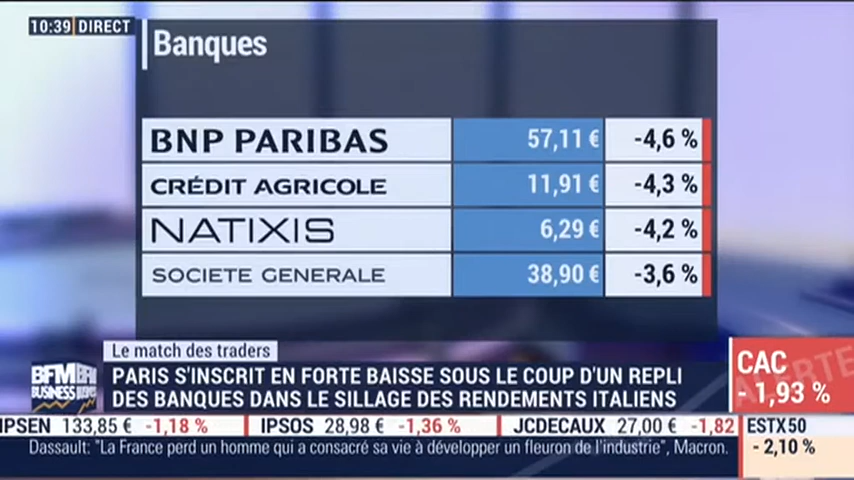 10:39 DIRECT
Banques
BNP PARIBAS 57,11 € -4,6 %
CRÉDIT AGRICOLE 11,91 € -4,3 %
NATIXIS 6,29 € -4,2 %
SOCIETE GENERALE 38,90 € -3,6 %
Le match des traders
PARIS S'INSCRIT EN FORTE BAISSE SOUS LE COUP D'UN REPLI
DES BANQUES DANS LE SILLAGE DES RENDEMENTS ITALIENS
BFM
BUSINESS
CAC
- 1,93 %
ALERTE
IPSEN 133,85 € -1,18 % IPSOS 28,98 € -1,36 % JCDECAUX 27,00 € -1,82
ESTX50
- 2,10 %
Dassault: "La France perd un homme qui a consacré sa vie à développer un fleuron de l'industrie", Macron.